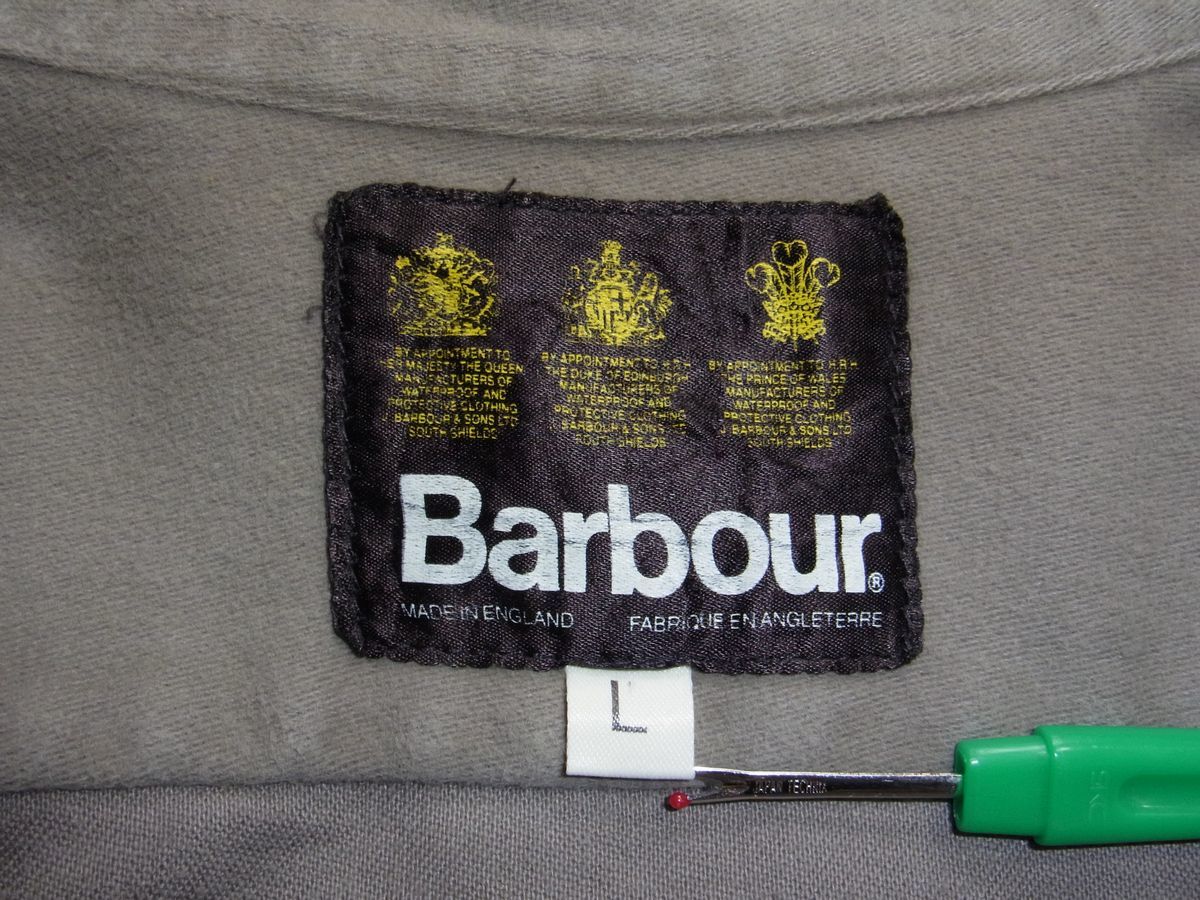 BY APPOINTMENT TO
HER MAJESTY THE QUEEN
MANUFACTURERS OF
WATERPROOF AND
PROTECTIVE CLOTHING
J. BARBOUR & SONS LTD
SOUTH SHIELDS
BY APPOINTMENT TO H.R.H
THE DUKE OF EDINBURGH
MANUFACTURERS OF
WATERPROOF AND
PROTECTIVE CLOTHING
J. BARBOUR & SONS LTD
SOUTH SHIELDS
BY APPOINTMENT TO H.R.H
THE PRINCE OF WALES
MANUFACTURERS OF
WATERPROOF AND
PROTECTIVE CLOTHING
J. BARBOUR & SONS LTD
SOUTH SHIELDS
Barbour®
MADE IN ENGLAND FABRIQUE EN ANGLETERRE
L
JAPAN